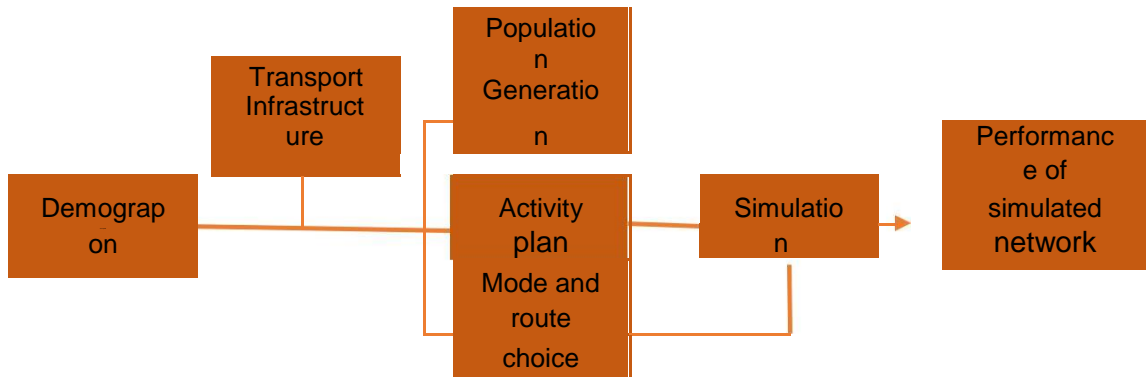 Populatio
n
Generatio
n
Transport
Infrastruct
ure
Performanc
e of
simulated
network
Demograp
on
Activity
plan
Simulatio
n
Mode and
route
choice